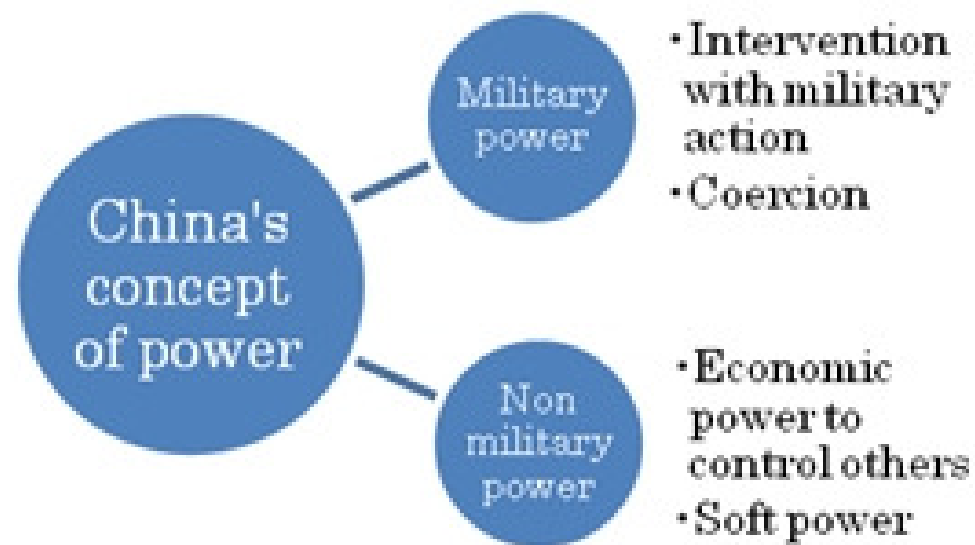 China's
concept
of power
Military
power
•Intervention
with military
action
•Coercion
Non
military
power
•Economic
power to
control others
•Soft power